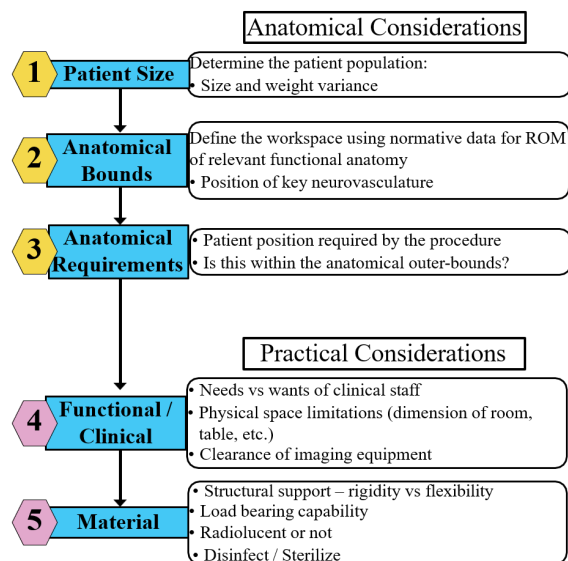 Anatomical Considerations
1
Patient Size
Determine the patient population:
• Size and weight variance
2
Anatomical
Bounds
Define the workspace using normative data for ROM
of relevant functional anatomy
• Position of key neurovasculature
3
Anatomical
Requirements
• Patient position required by the procedure
• Is this within the anatomical outer-bounds?
Practical Considerations
4
Functional /
Clinical
• Needs vs wants of clinical staff
• Physical space limitations (dimension of room,
table, etc.)
• Clearance of imaging equipment
5
Material
• Structural support – rigidity vs flexibility
• Load bearing capability
• Radiolucent or not
• Disinfect / Sterilize